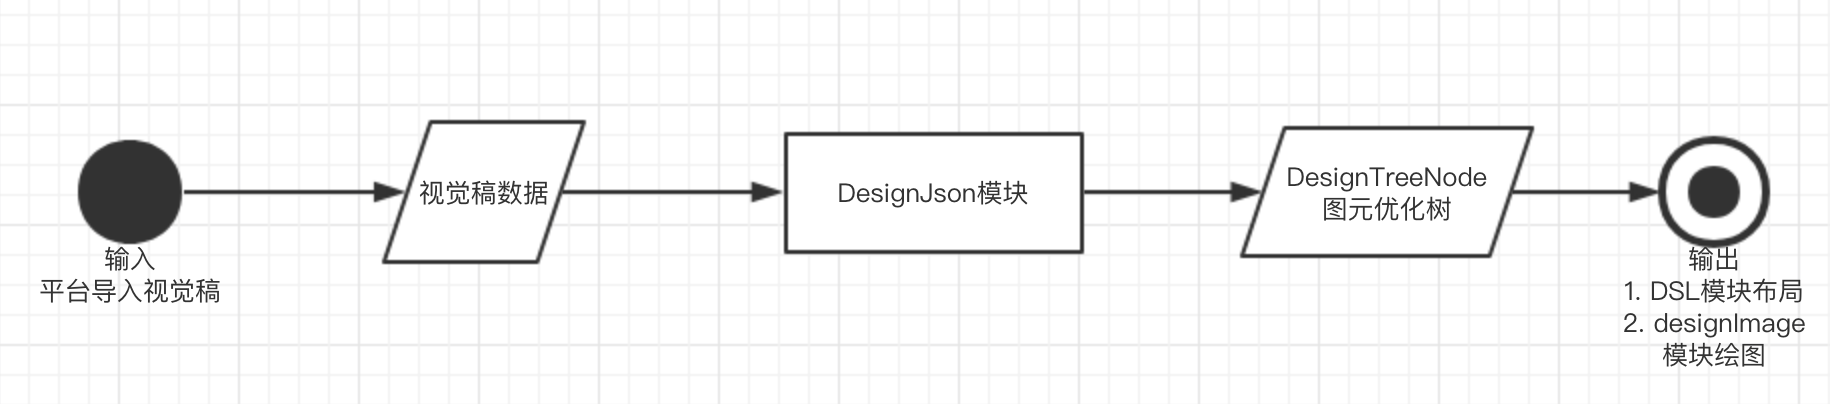 输入
平台导入视觉稿
视觉稿数据
DesignJson模块
DesignTreeNode
图元优化树
输出
1. DSL模块布局
2. designImage
模块绘图